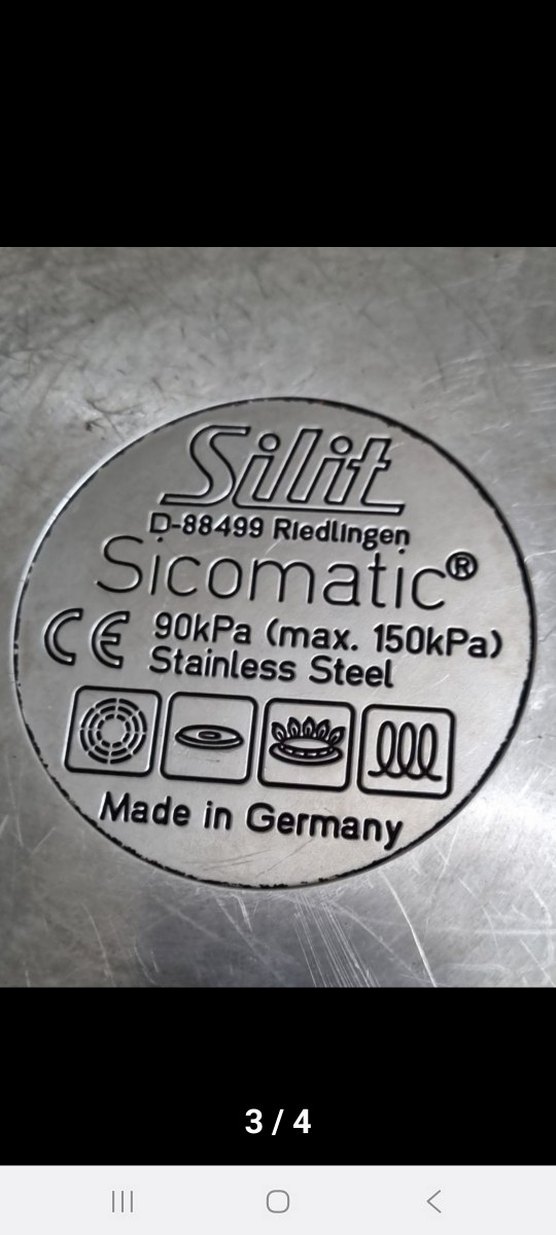 Silit
D-88499 Riedlingen
Sicomatic®
CE 90kPa (max. 150kPa)
Stainless Steel
Made in Germany
3 / 4